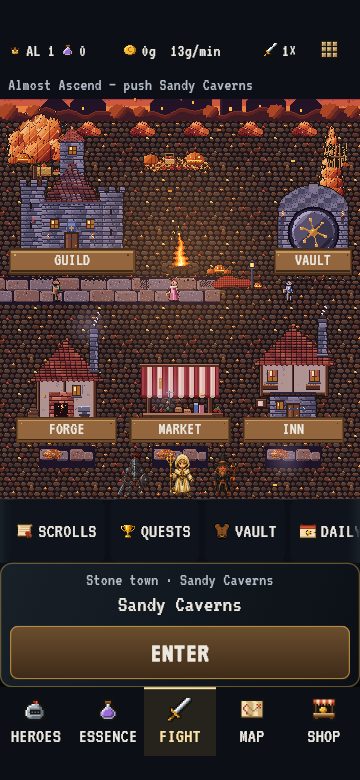 AL 1 0 0g 13g/min 1X
Almost Ascend - push Sandy Caverns
GUILD VAULT
FORGE MARKET INN
SCROLLS QUESTS VAULT DAIL
Stone town · Sandy Caverns
Sandy Caverns
ENTER
HEROES ESSENCE FIGHT MAP SHOP